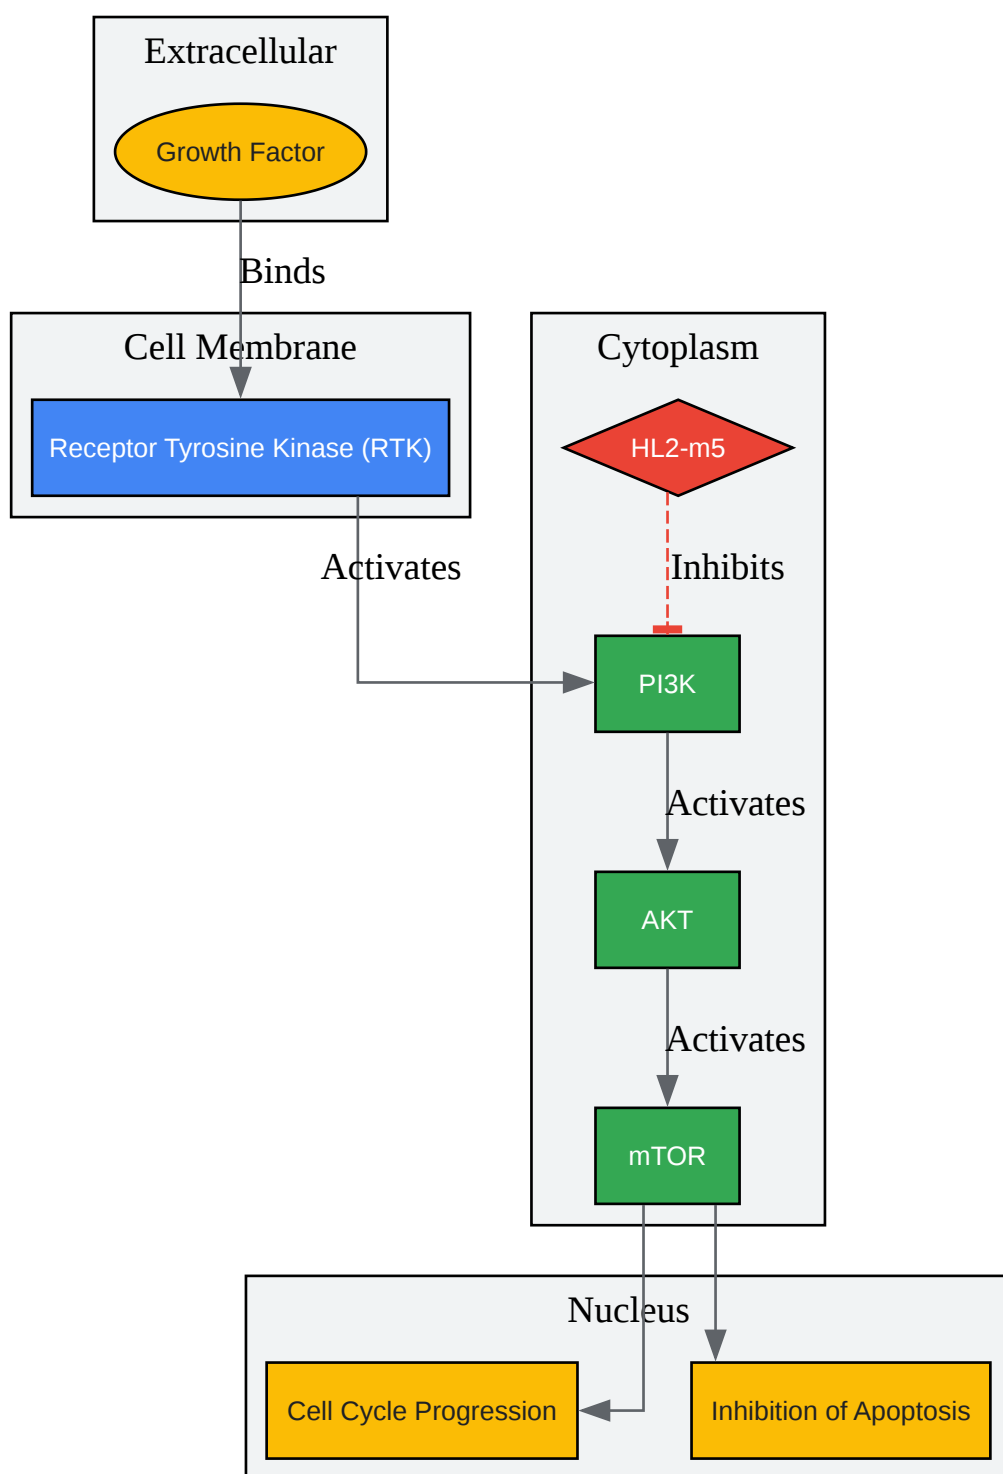 Extracellular
Growth Factor
Binds
Cell Membrane
Receptor Tyrosine Kinase (RTK)
Activates
Cytoplasm
HL2-m5
Inhibits
PI3K
Activates
AKT
Activates
mTOR
Nucleus
Cell Cycle Progression
Inhibition of Apoptosis